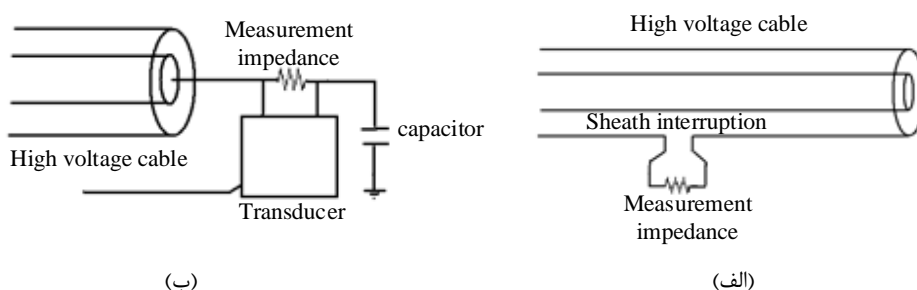 Measurement
impedance
capacitor
High voltage cable
Transducer
(ب)
High voltage cable
Sheath interruption
Measurement
impedance
(الف)